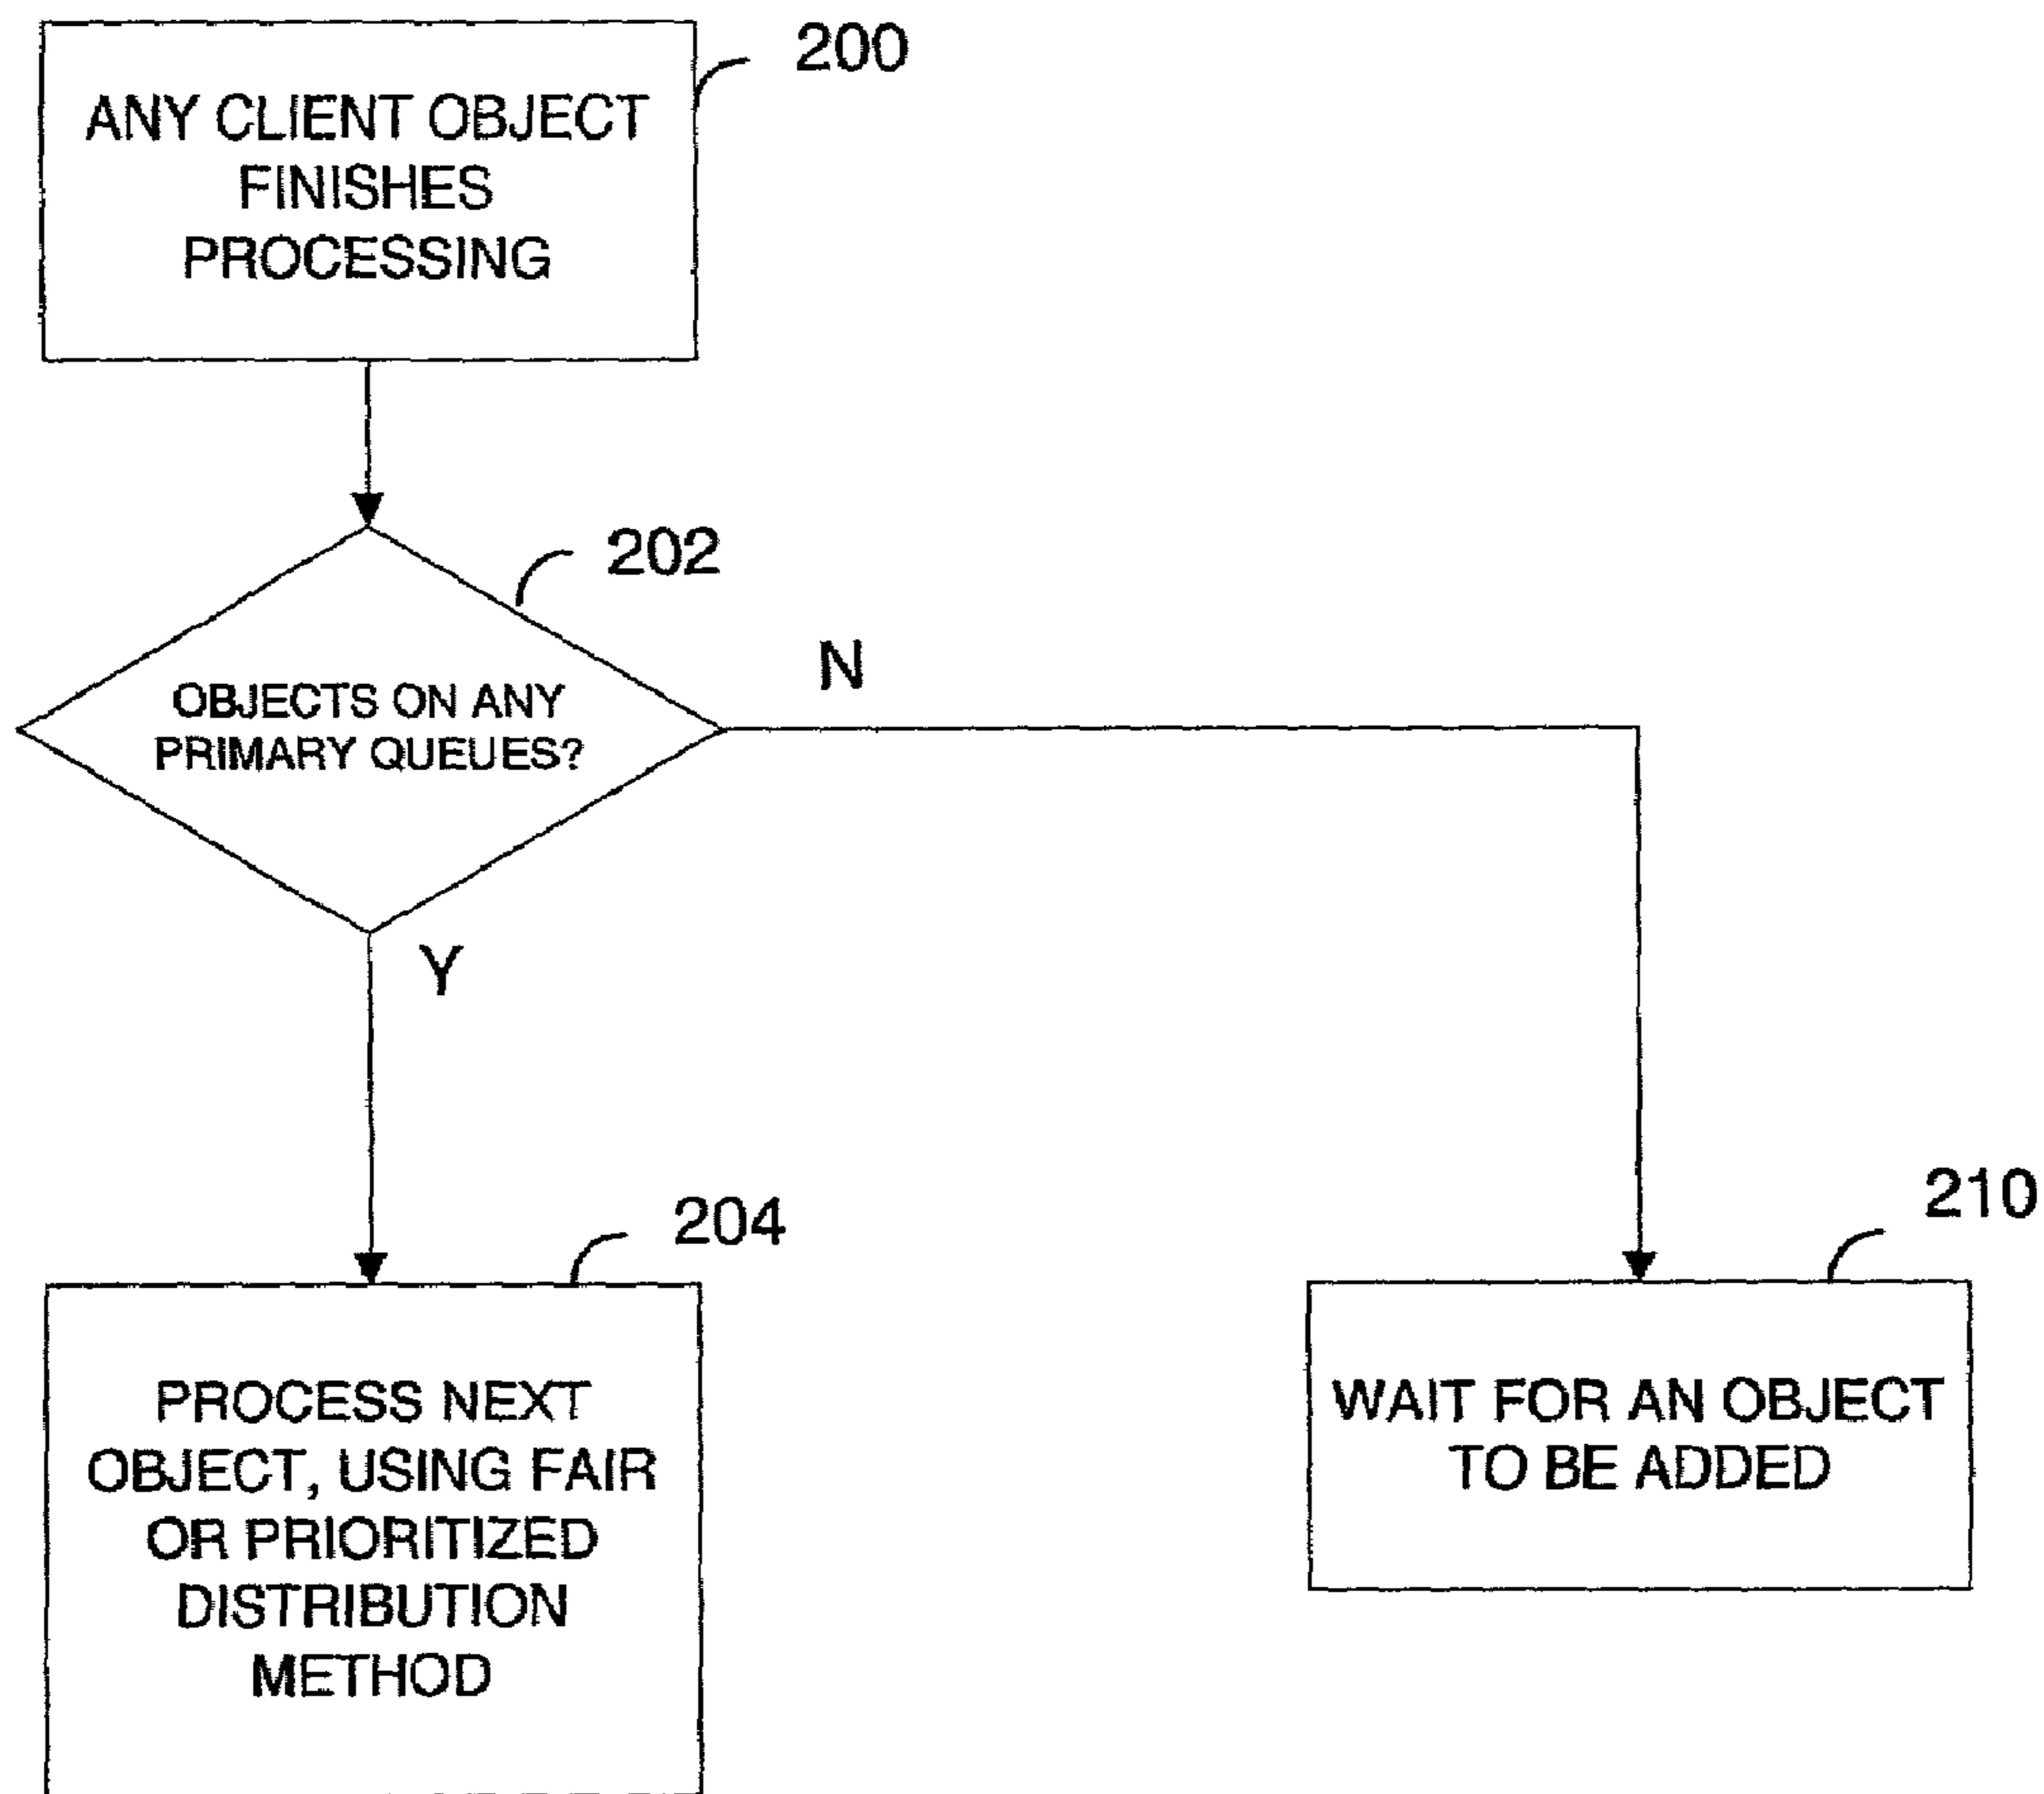 200
ANY CLIENT OBJECT
FINISHES
PROCESSING
202
OBJECTS ON ANY
PRIMARY QUEUES?
N
Y
204
PROCESS NEXT
OBJECT, USING FAIR
OR PRIORITIZED
DISTRIBUTION
METHOD
210
WAIT FOR AN OBJECT
TO BE ADDED